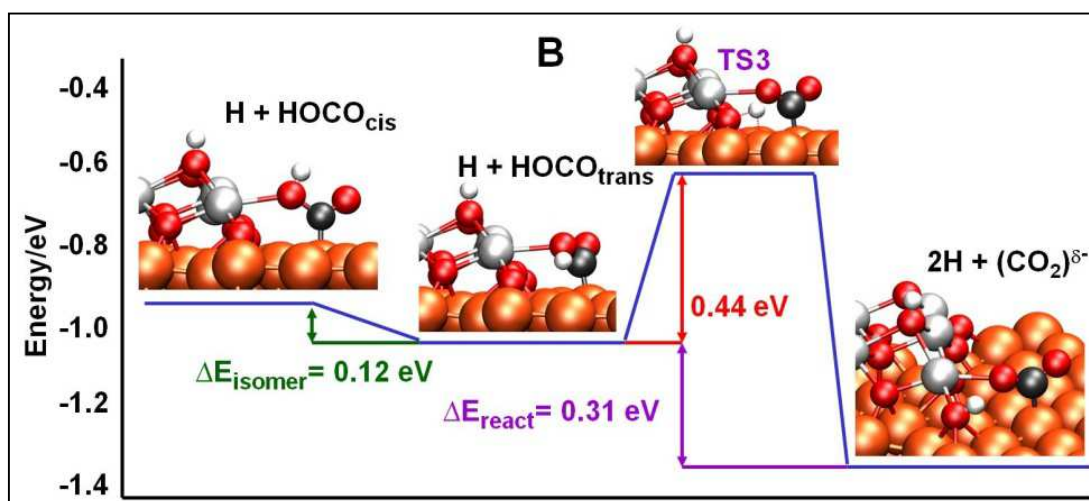 B
TS3
-0.4
-0.6
-0.8
-1.0
-1.2
-1.4
Energy/eV
H + HOCOcis
H + HOCOtrans
2H + (CO2)δ-
0.44 eV
ΔEisomer= 0.12 eV
ΔEreact= 0.31 eV